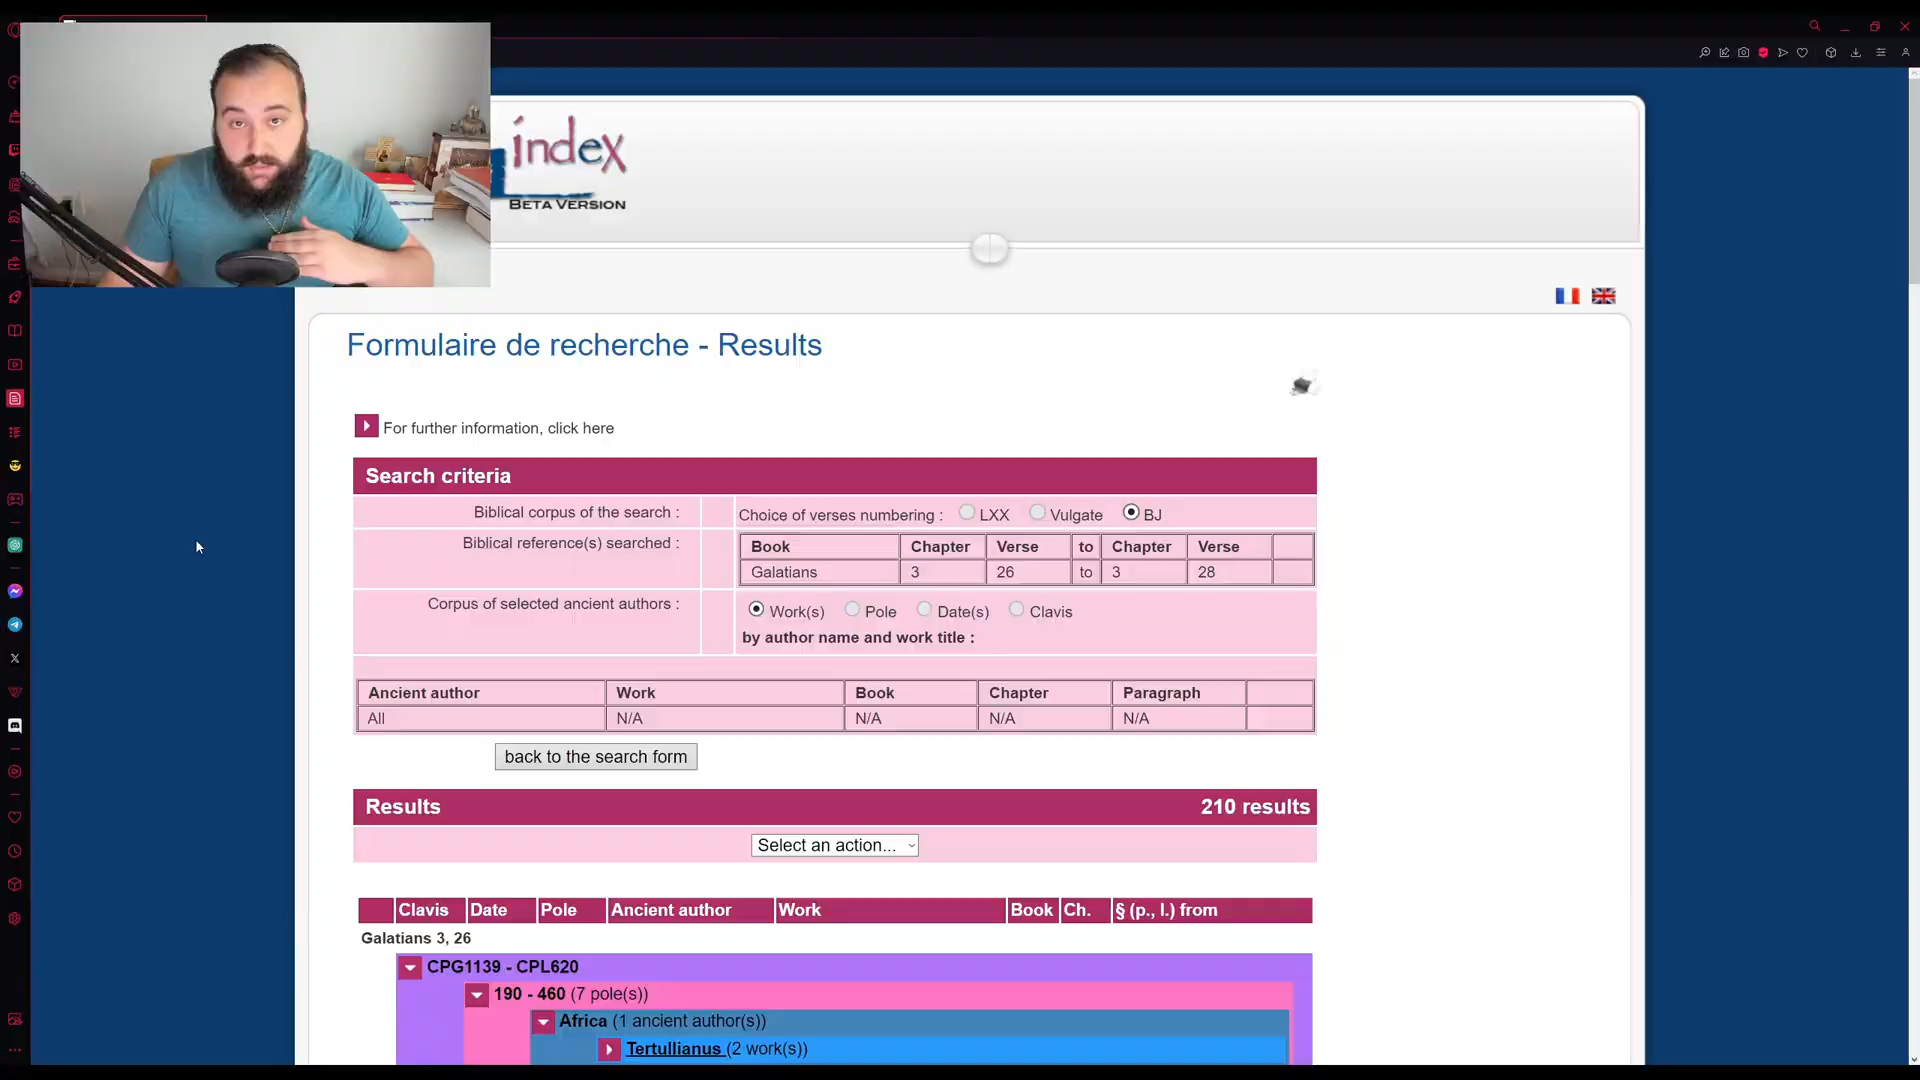 index
BETA VERSION
Formulaire de recherche - Results
For further information, click here
Search criteria
Biblical corpus of the search :
Choice of verses numbering : LXX Vulgate BJ
Biblical reference(s) searched :
Book Chapter Verse to Chapter Verse
Galatians 3 26 to 3 28
Corpus of selected ancient authors :
Work(s) Pole Date(s) Clavis
by author name and work title :
Ancient author Work Book Chapter Paragraph
All N/A N/A N/A N/A
back to the search form
Results 210 results
Select an action...
Clavis Date Pole Ancient author Work Book Ch. § (p., l.) from
Galatians 3, 26
CPG1139 - CPL620
190 - 460 (7 pole(s))
Africa (1 ancient author(s))
Tertullianus (2 work(s))